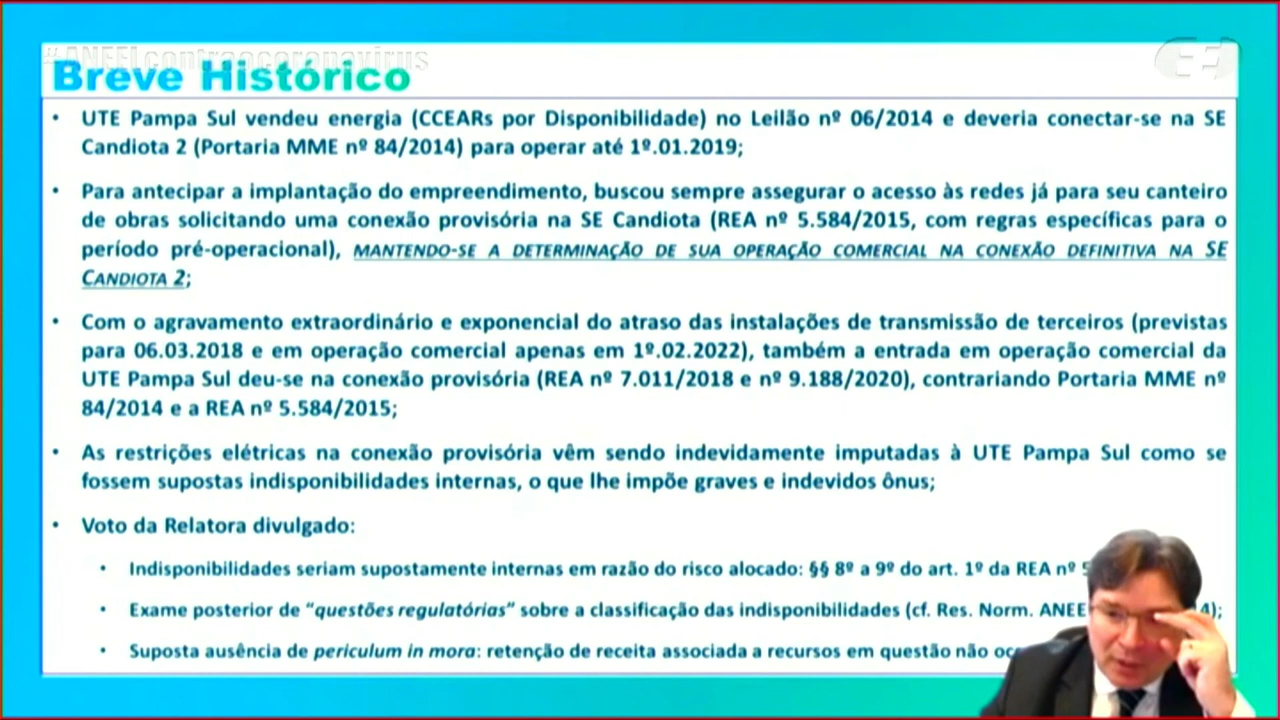 #ANEELcontraocoronavirus
Breve Histórico
• UTE Pampa Sul vendeu energia (CCEARs por Disponibilidade) no Leilão nº 06/2014 e deveria conectar-se na SE
Candiota 2 (Portaria MME nº 84/2014) para operar até 1º.01.2019;
• Para antecipar a implantação do empreendimento, buscou sempre assegurar o acesso às redes já para seu canteiro
de obras solicitando uma conexão provisória na SE Candiota (REA nº 5.584/2015, com regras específicas para o
período pré-operacional), MANTENDO-SE A DETERMINAÇÃO DE SUA OPERAÇÃO COMERCIAL NA CONEXÃO DEFINITIVA NA SE
CANDIOTA 2;
• Com o agravamento extraordinário e exponencial do atraso das instalações de transmissão de terceiros (previstas
para 06.03.2018 e em operação comercial apenas em 1º.02.2022), também a entrada em operação comercial da
UTE Pampa Sul deu-se na conexão provisória (REA nº 7.011/2018 e nº 9.188/2020), contrariando Portaria MME nº
84/2014 e a REA nº 5.584/2015;
• As restrições elétricas na conexão provisória vêm sendo indevidamente imputadas à UTE Pampa Sul como se
fossem supostas indisponibilidades internas, o que lhe impõe graves e indevidos ônus;
• Voto da Relatora divulgado:
• Indisponibilidades seriam supostamente internas em razão do risco alocado: §§ 8º a 9º do art. 1º da REA nº
• Exame posterior de “questões regulatórias” sobre a classificação das indisponibilidades (cf. Res. Norm. ANEE 4);
• Suposta ausência de periculum in mora: retenção de receita associada a recursos em questão não